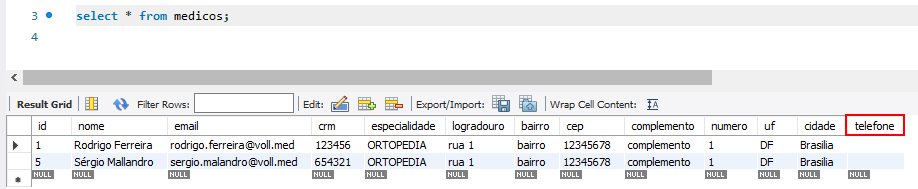 3 select * from medicos;
4
Result Grid Filter Rows: Edit: Export/Import: Wrap Cell Content: IA
id nome email crm especialidade logradouro bairro cep complemento numero uf cidade telefone
1 Rodrigo Ferreira rodrigo.ferreira@voll.med 123456 ORTOPEDIA rua 1 bairro 12345678 complemento 1 DF Brasilia
5 Sérgio Mallandro sergio.malandro@voll.med 654321 ORTOPEDIA rua 1 bairro 12345678 complemento 1 DF Brasilia
NULL NULL NULL NULL NULL NULL NULL NULL NULL NULL NULL NULL NULL